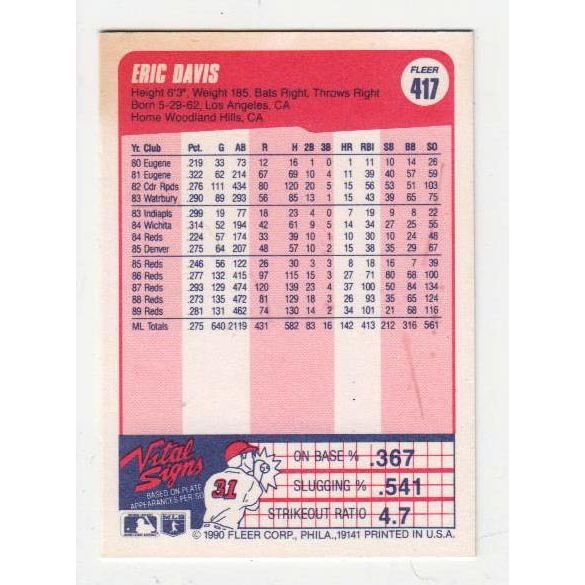 ERIC DAVIS
FLEER
417
Height 6'3", Weight 185, Bats Right, Throws Right
Born 5-29-62, Los Angeles, CA
Home Woodland Hills, CA
Yr. Club Pct. G AB R H 2B 3B HR RBI SB BB SO
80 Eugene .219 33 73 12 16 1 0 1 11 10 14 26
81 Eugene .322 62 214 67 69 10 4 11 39 40 57 59
82 Cdr Rpds .276 111 434 80 120 20 5 15 56 53 51 103
83 Watrbury .290 89 293 56 85 13 1 15 43 39 65 75
83 Indiapls .299 19 77 18 23 4 0 7 19 9 8 22
84 Wichita .314 52 194 42 61 9 5 14 34 27 25 55
84 Reds .224 57 174 33 39 10 1 10 30 10 24 48
85 Denver .275 64 207 48 57 10 2 15 38 35 29 67
85 Reds .246 56 122 26 30 3 3 8 18 16 7 39
86 Reds .277 132 415 97 115 15 3 27 71 80 68 100
87 Reds .293 129 474 120 139 23 4 37 100 50 84 134
88 Reds .273 135 472 81 129 18 3 26 93 35 65 124
89 Reds .281 131 462 74 130 14 2 34 101 21 68 116
ML Totals .275 640 2119 431 582 83 16 142 413 212 316 561
Vital Signs
BASED ON PLATE
APPEARANCES PER SO
31
ON BASE % .367
SLUGGING % .541
STRIKEOUT RATIO 4.7
© 1990 FLEER CORP., PHILA., 19141 PRINTED IN U.S.A.